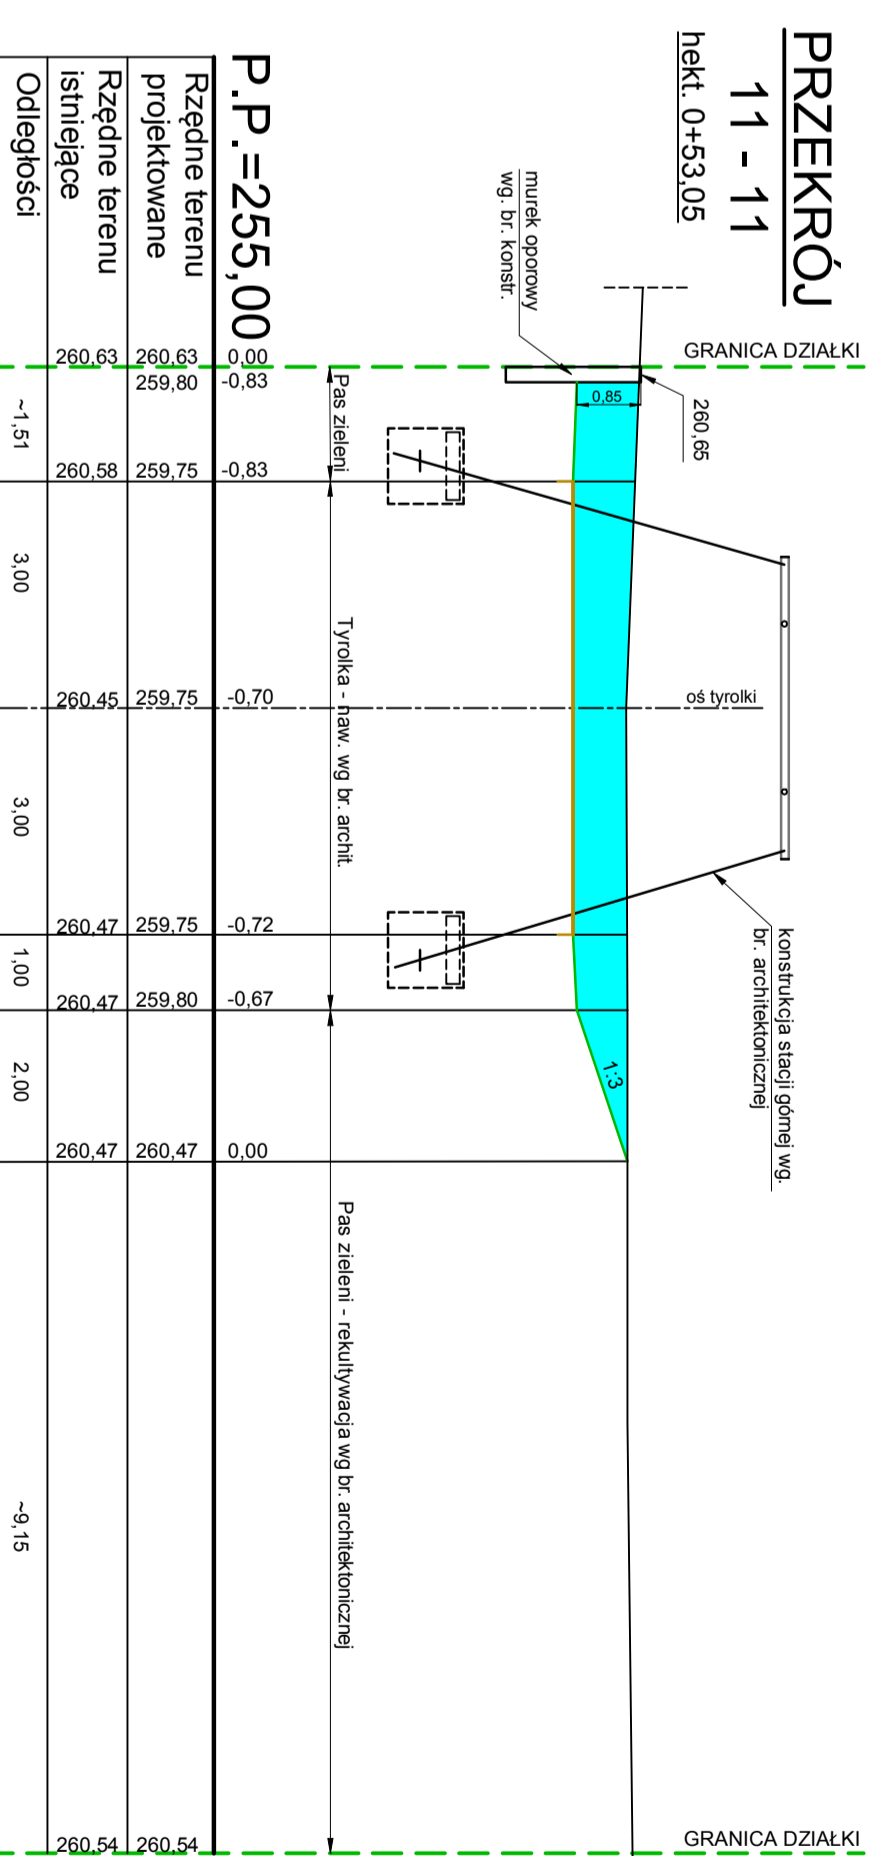 PRZEKRÓJ
11 - 11
hekt. 0+53,05
GRANICA DZIAŁKI
GRANICA DZIAŁKI
260,65
oś tyrolki
konstrukcja stacji górnej wg.
br. architektonicznej
murek oporowy
wg. br. konstr.
0,85
1:3
Pas zieleni
Tyrolka - naw. wg br. archit.
Pas zieleni - rekultywacja wg br. architektonicznej
P.P.=255,00
0,00
-0,83
-0,83
-0,70
-0,72
-0,67
0,00
Rzędne terenu
projektowane
260,63
259,80
259,75
259,75
259,75
259,80
260,47
260,54
Rzędne terenu
istniejące
260,63
260,58
260,45
260,47
260,47
260,47
260,54
Odległości
~1,51
3,00
3,00
1,00
2,00
~9,15